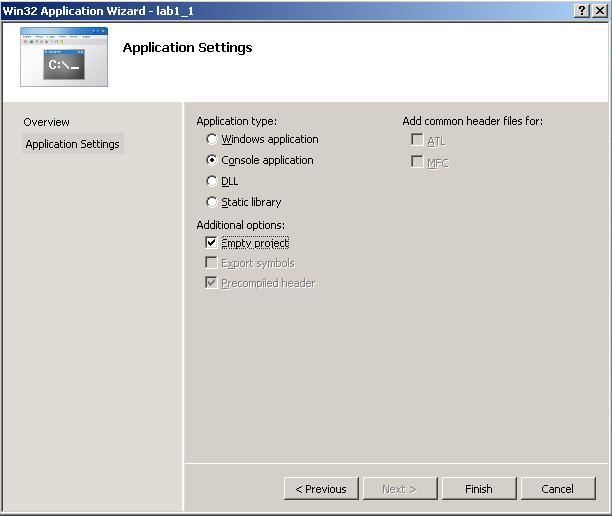 Win32 Application Wizard - lab1_1
C:\_
Application Settings
Overview
Application Settings
Application type:
Windows application
Console application
DLL
Static library
Additional options:
Empty project
Export symbols
Precompiled header
Add common header files for:
ATL
MFC
< Previous
Next >
Finish
Cancel